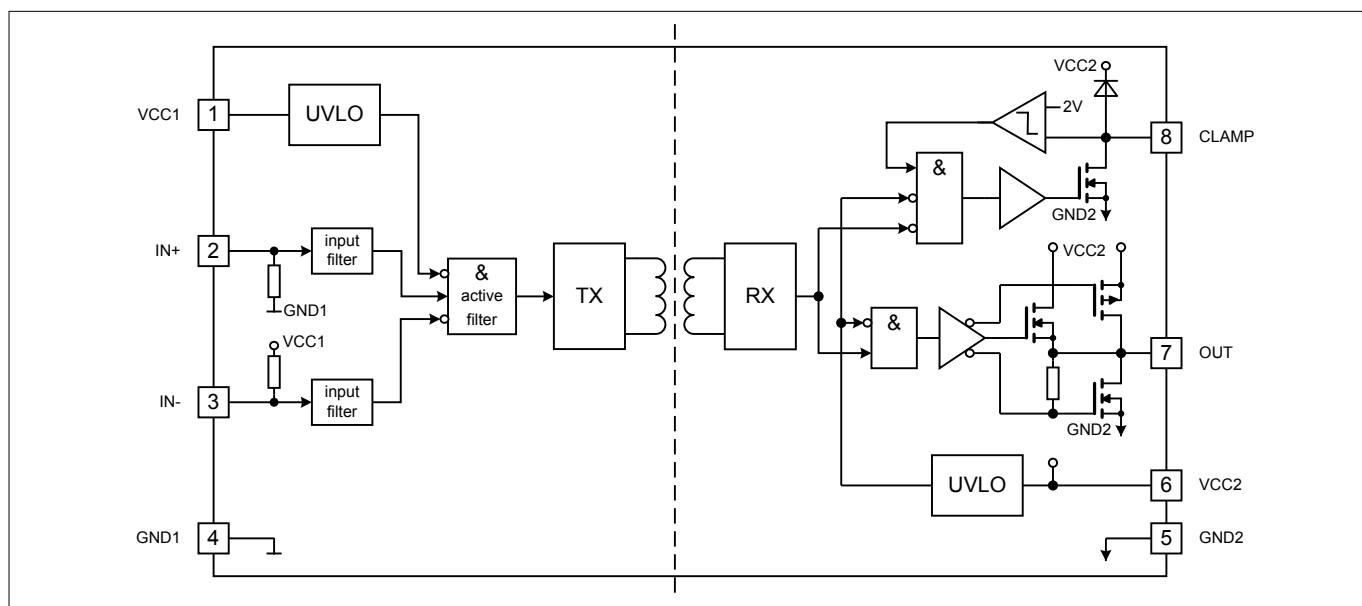 VCC1
1
UVLO
IN+
2
input
filter
GND1
VCC1
IN-
3
input
filter
GND1
4
&
active
filter
TX
RX
VCC2
2V
8
CLAMP
&
GND2
VCC2
&
7
OUT
GND2
UVLO
6
VCC2
5
GND2